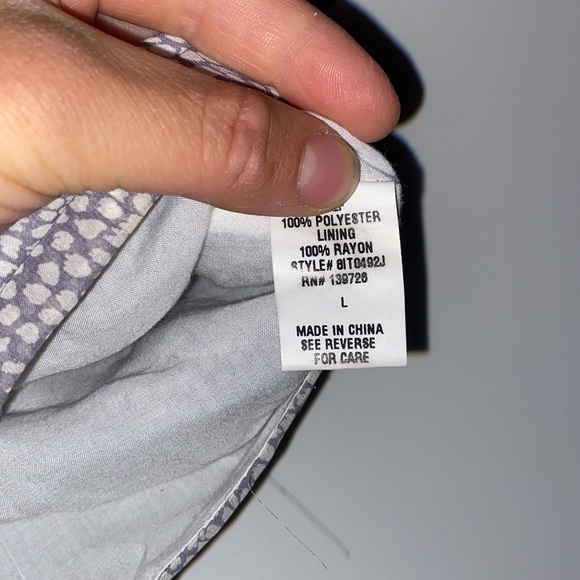 100% POLYESTER
LINING
100% RAYON
STYLE# 8IT0492J
RN# 139726
L
MADE IN CHINA
SEE REVERSE
FOR CARE